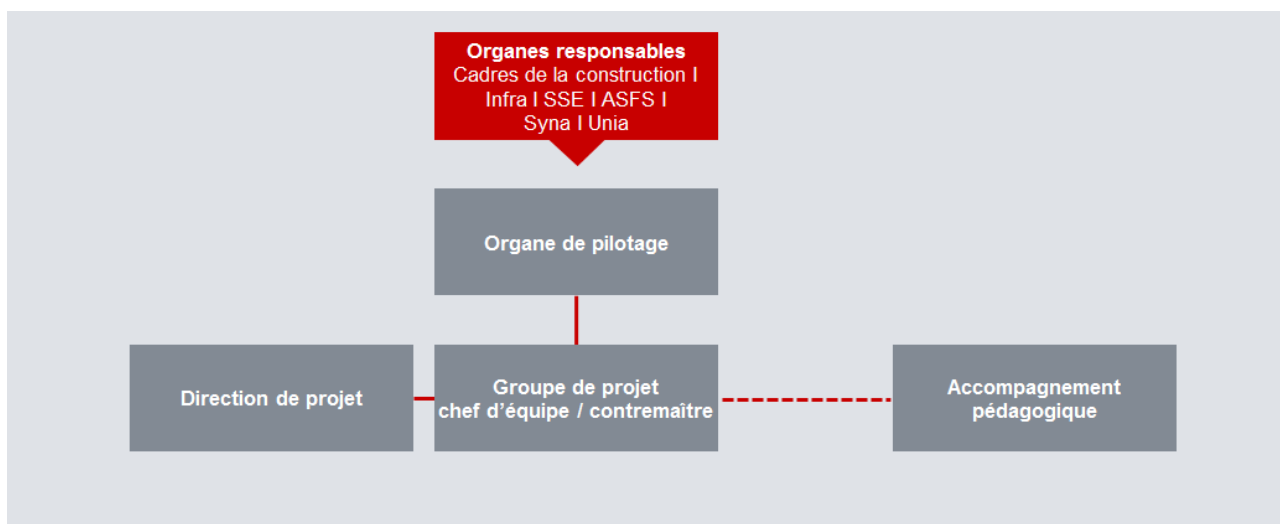 Organes responsables
Cadres de la construction I
Infra I SSE I ASFS I
Syna I Unia
Organe de pilotage
Direction de projet
Groupe de projet
chef d'équipe / contremaître
Accompagnement
pédagogique